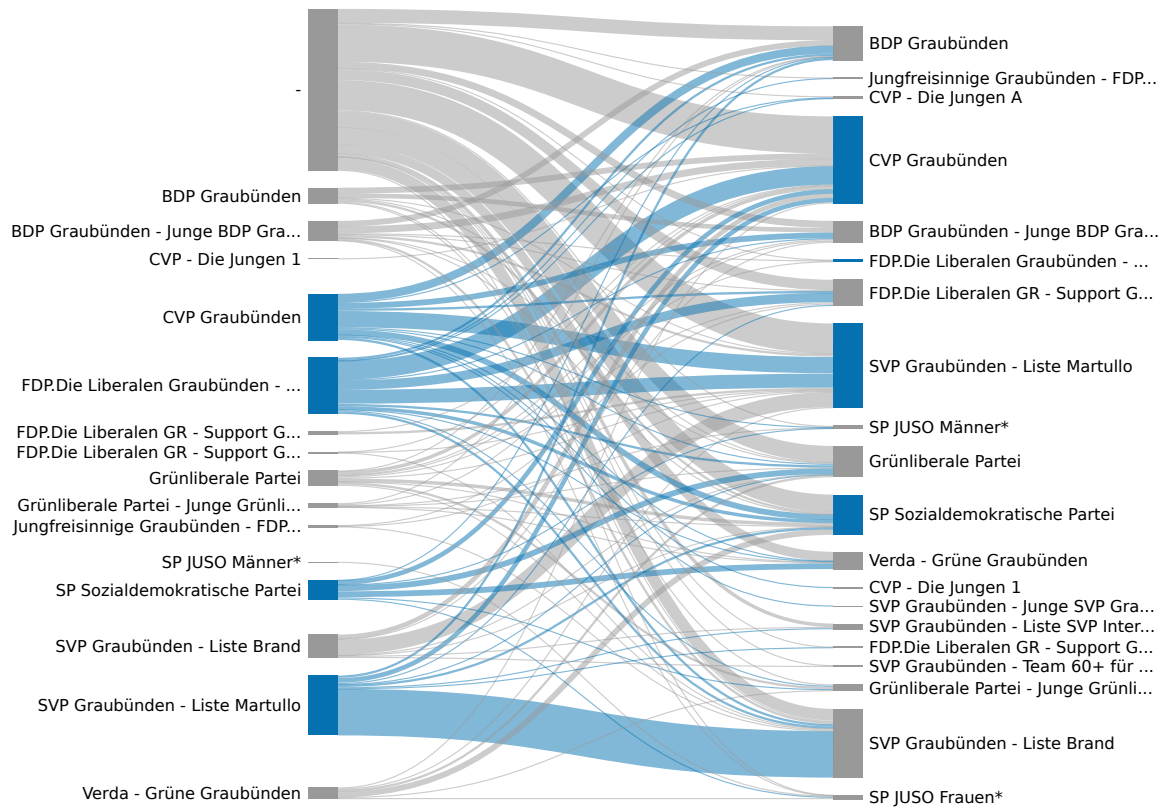 -
BDP Graubünden
BDP Graubünden - Junge BDP Gra...
CVP - Die Jungen 1
CVP Graubünden
FDP.Die Liberalen Graubünden - ...
FDP.Die Liberalen GR - Support G...
FDP.Die Liberalen GR - Support G...
Grünliberale Partei
Grünliberale Partei - Junge Grünli...
Jungfreisinnige Graubünden - FDP...
SP JUSO Männer*
SP Sozialdemokratische Partei
SVP Graubünden - Liste Brand
SVP Graubünden - Liste Martullo
Verda - Grüne Graubünden
BDP Graubünden
Jungfreisinnige Graubünden - FDP...
CVP - Die Jungen A
CVP Graubünden
BDP Graubünden - Junge BDP Gra...
FDP.Die Liberalen Graubünden - ...
FDP.Die Liberalen GR - Support G...
SVP Graubünden - Liste Martullo
SP JUSO Männer*
Grünliberale Partei
SP Sozialdemokratische Partei
Verda - Grüne Graubünden
CVP - Die Jungen 1
SVP Graubünden - Junge SVP Gra...
SVP Graubünden - Liste SVP Inter...
FDP.Die Liberalen GR - Support G...
SVP Graubünden - Team 60+ für ...
Grünliberale Partei - Junge Grünli...
SVP Graubünden - Liste Brand
SP JUSO Frauen*